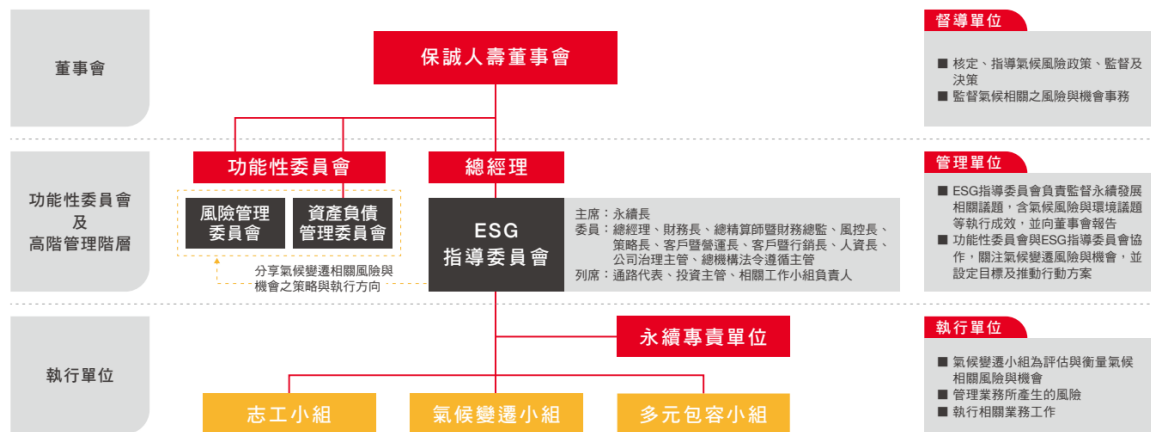 董事會
保誠人壽董事會
督導單位
■ 核定、指導氣候風險政策、監督及
決策
■ 監督氣候相關之風險與機會事務
功能性委員會
及
高階管理階層
功能性委員會
風險管理
委員會
資產負債
管理委員會
分享氣候變遷相關風險與
機會之策略與執行方向
總經理
ESG
指導委員會
主席：永續長
委員：總經理、財務長、總精算師暨財務總監、風控長、
策略長、客戶暨營運長、客戶暨行銷長、人資長、
公司治理主管、總機構法令遵循主管
列席：通路代表、投資主管、相關工作小組負責人
管理單位
■ ESG指導委員會負責監督永續發展
相關議題，含氣候風險與環境議題
等執行成效，並向董事會報告
■ 功能性委員會與ESG指導委員會協
作，關注氣候變遷風險與機會，並
設定目標及推動行動方案
執行單位
永續專責單位
志工小組
氣候變遷小組
多元包容小組
執行單位
■ 氣候變遷小組為評估與衡量氣候
相關風險與機會
■ 管理業務所產生的風險
■ 執行相關業務工作